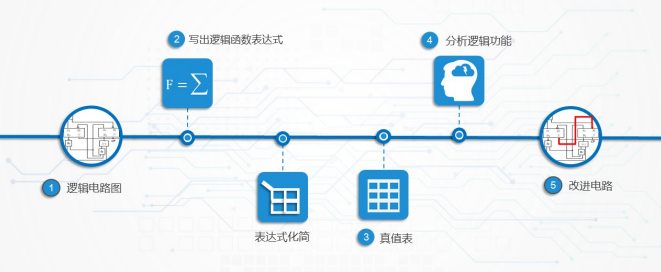 1 逻辑电路图
2 写出逻辑函数表达式
F=∑
表达式化简
3 真值表
4 分析逻辑功能
5 改进电路